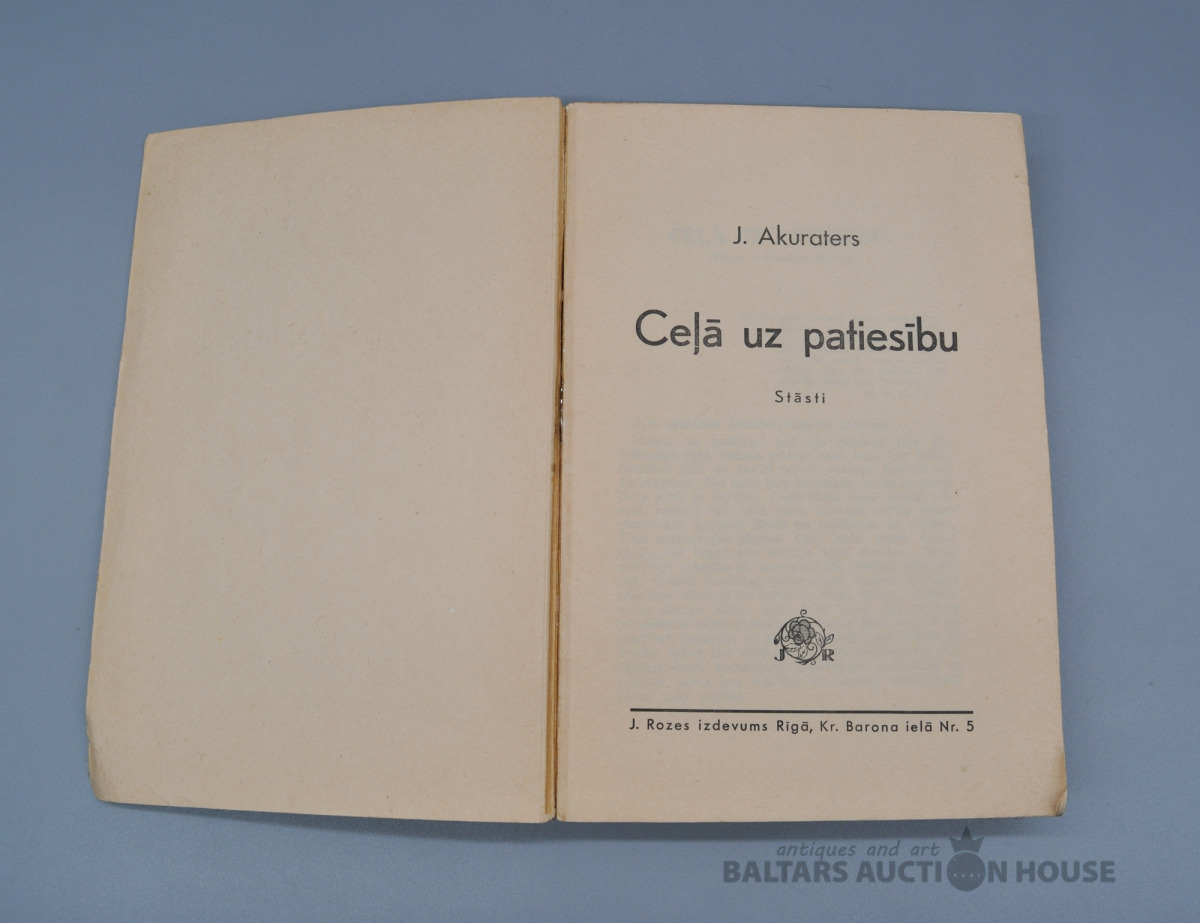 J. Akuraters
Ceļā uz patiesību
Stāsti
J R
J. Rozes izdevums Rīgā, Kr. Barona ielā Nr. 5
antiques and art
BALTARS AUCTION HOUSE